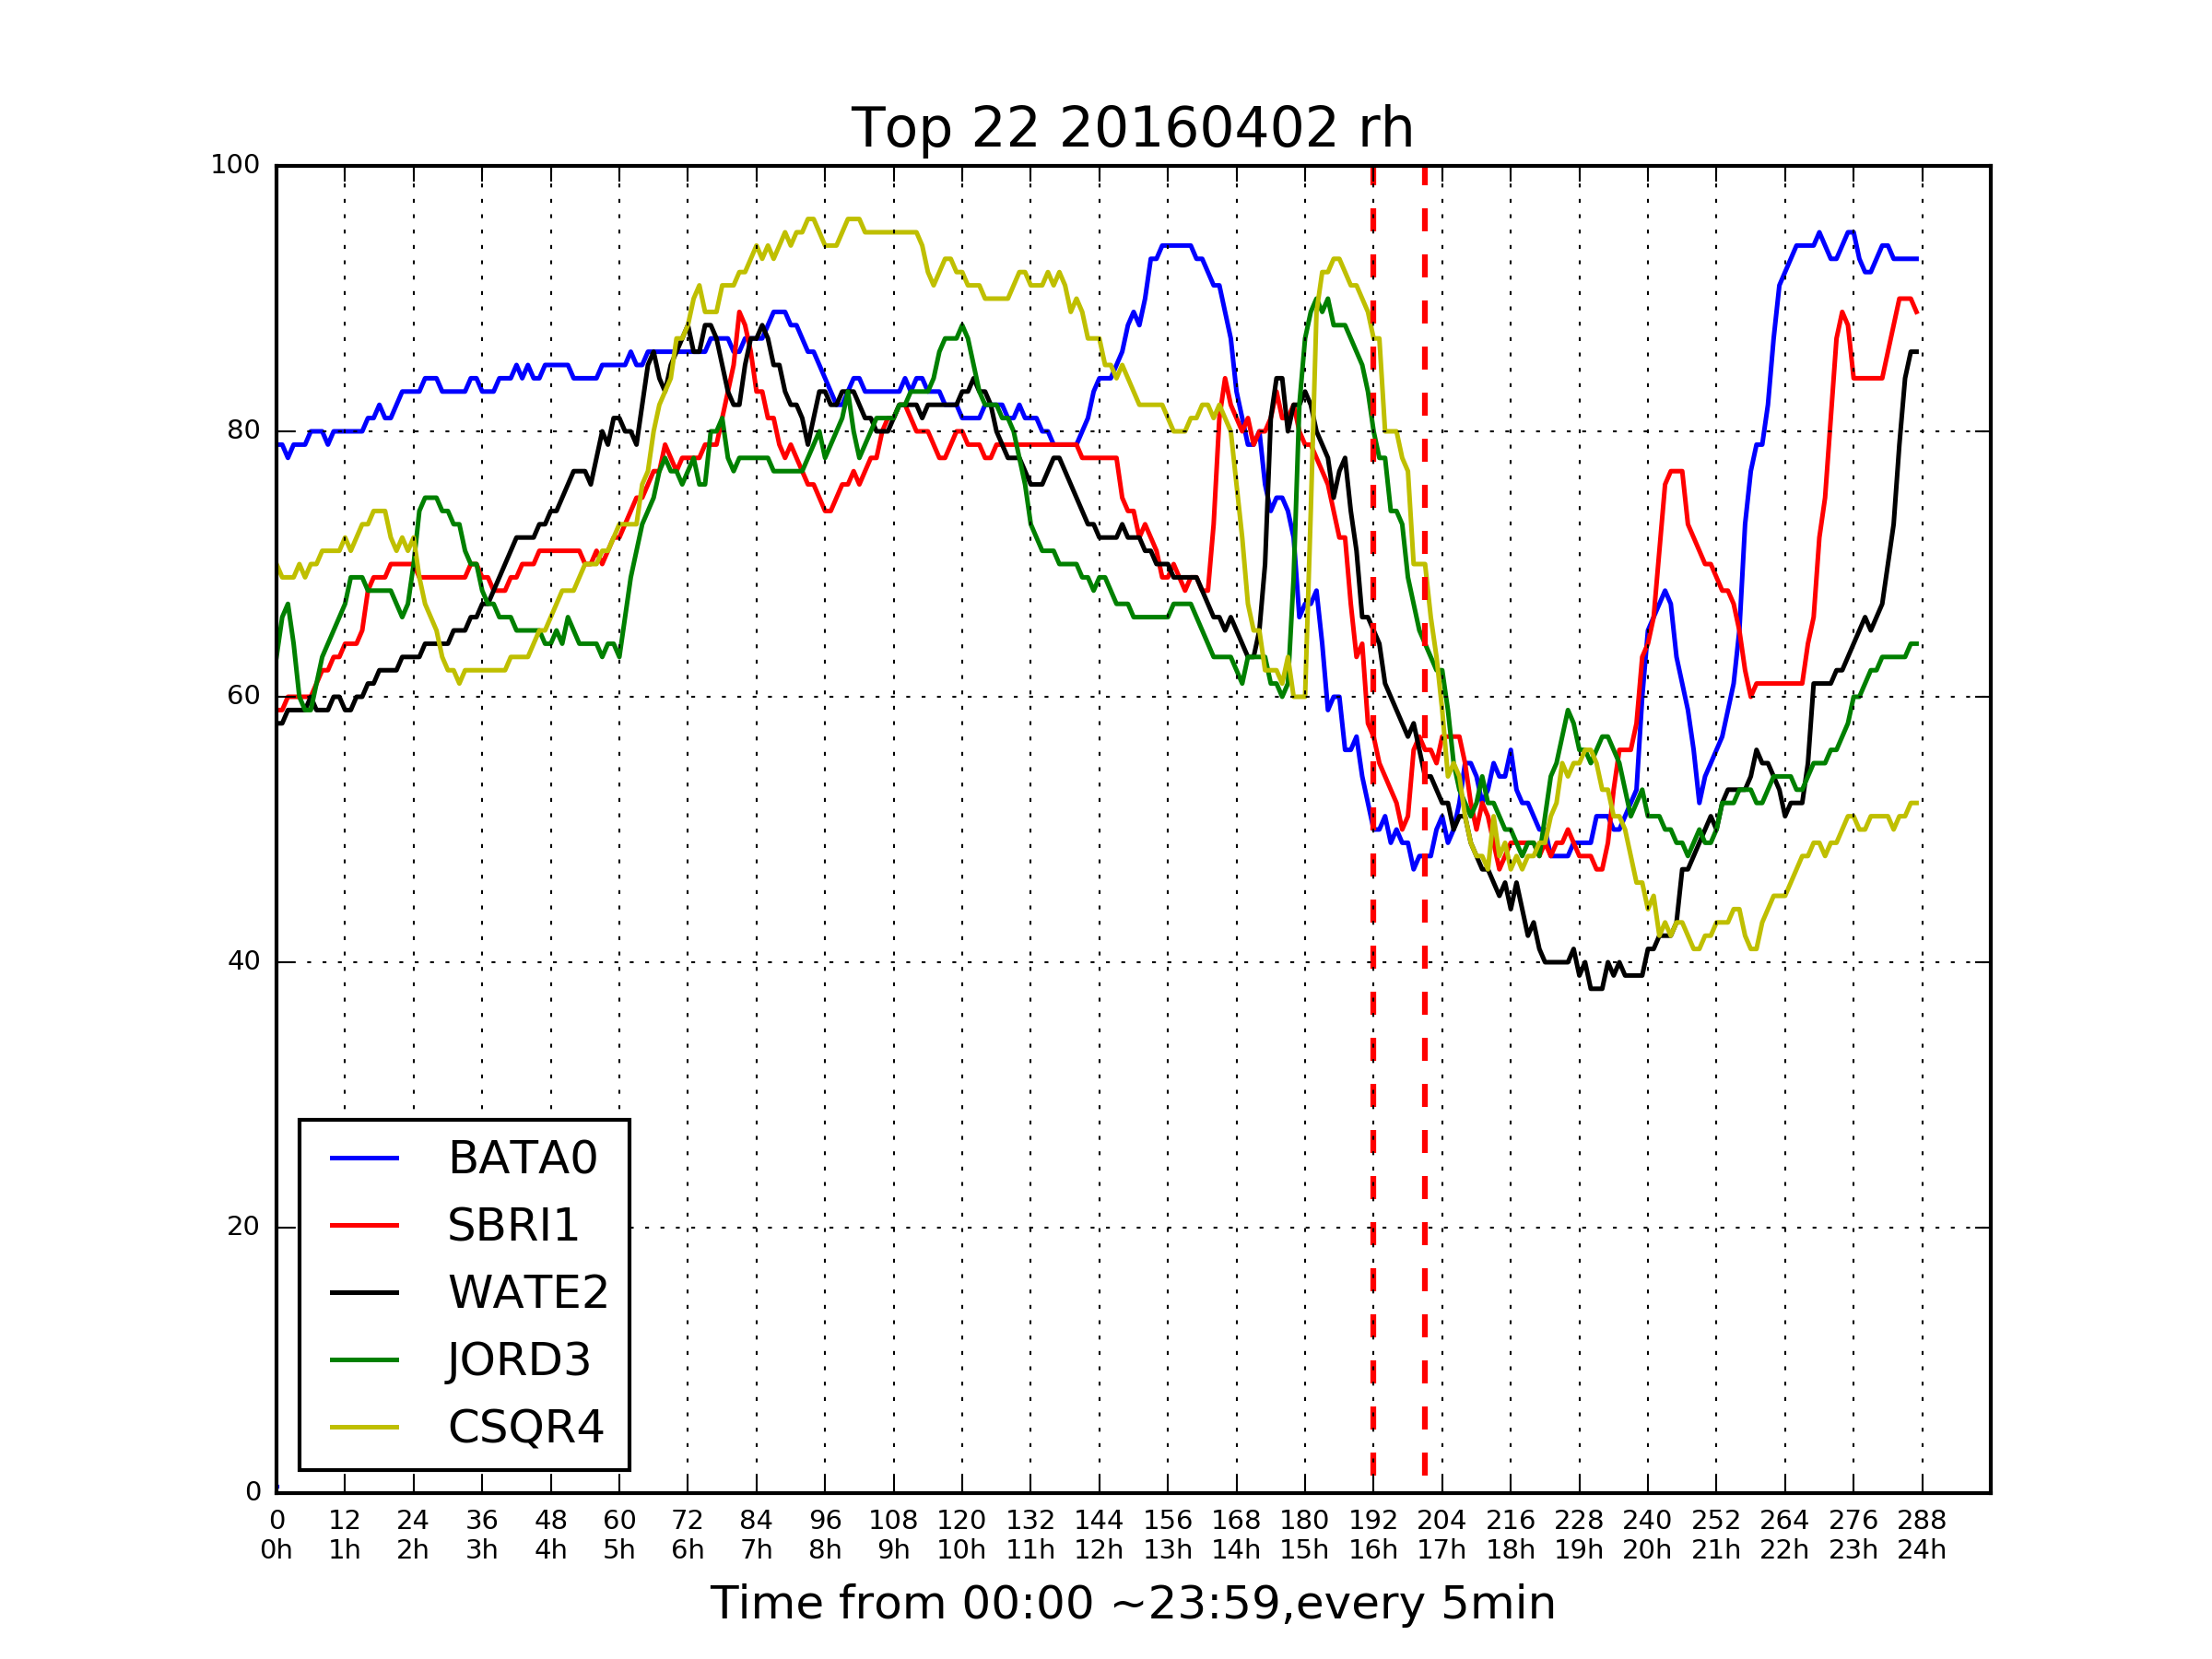 Top 22 20160402 rh
100
80
60
40
20
0
BATA0
SBRI1
WATE2
JORD3
CSQR4
0 12 24 36 48 60 72 84 96 108 120 132 144 156 168 180 192 204 216 228 240 252 264 276 288
0h 1h 2h 3h 4h 5h 6h 7h 8h 9h 10h 11h 12h 13h 14h 15h 16h 17h 18h 19h 20h 21h 22h 23h 24h
Time from 00:00 ~23:59,every 5min